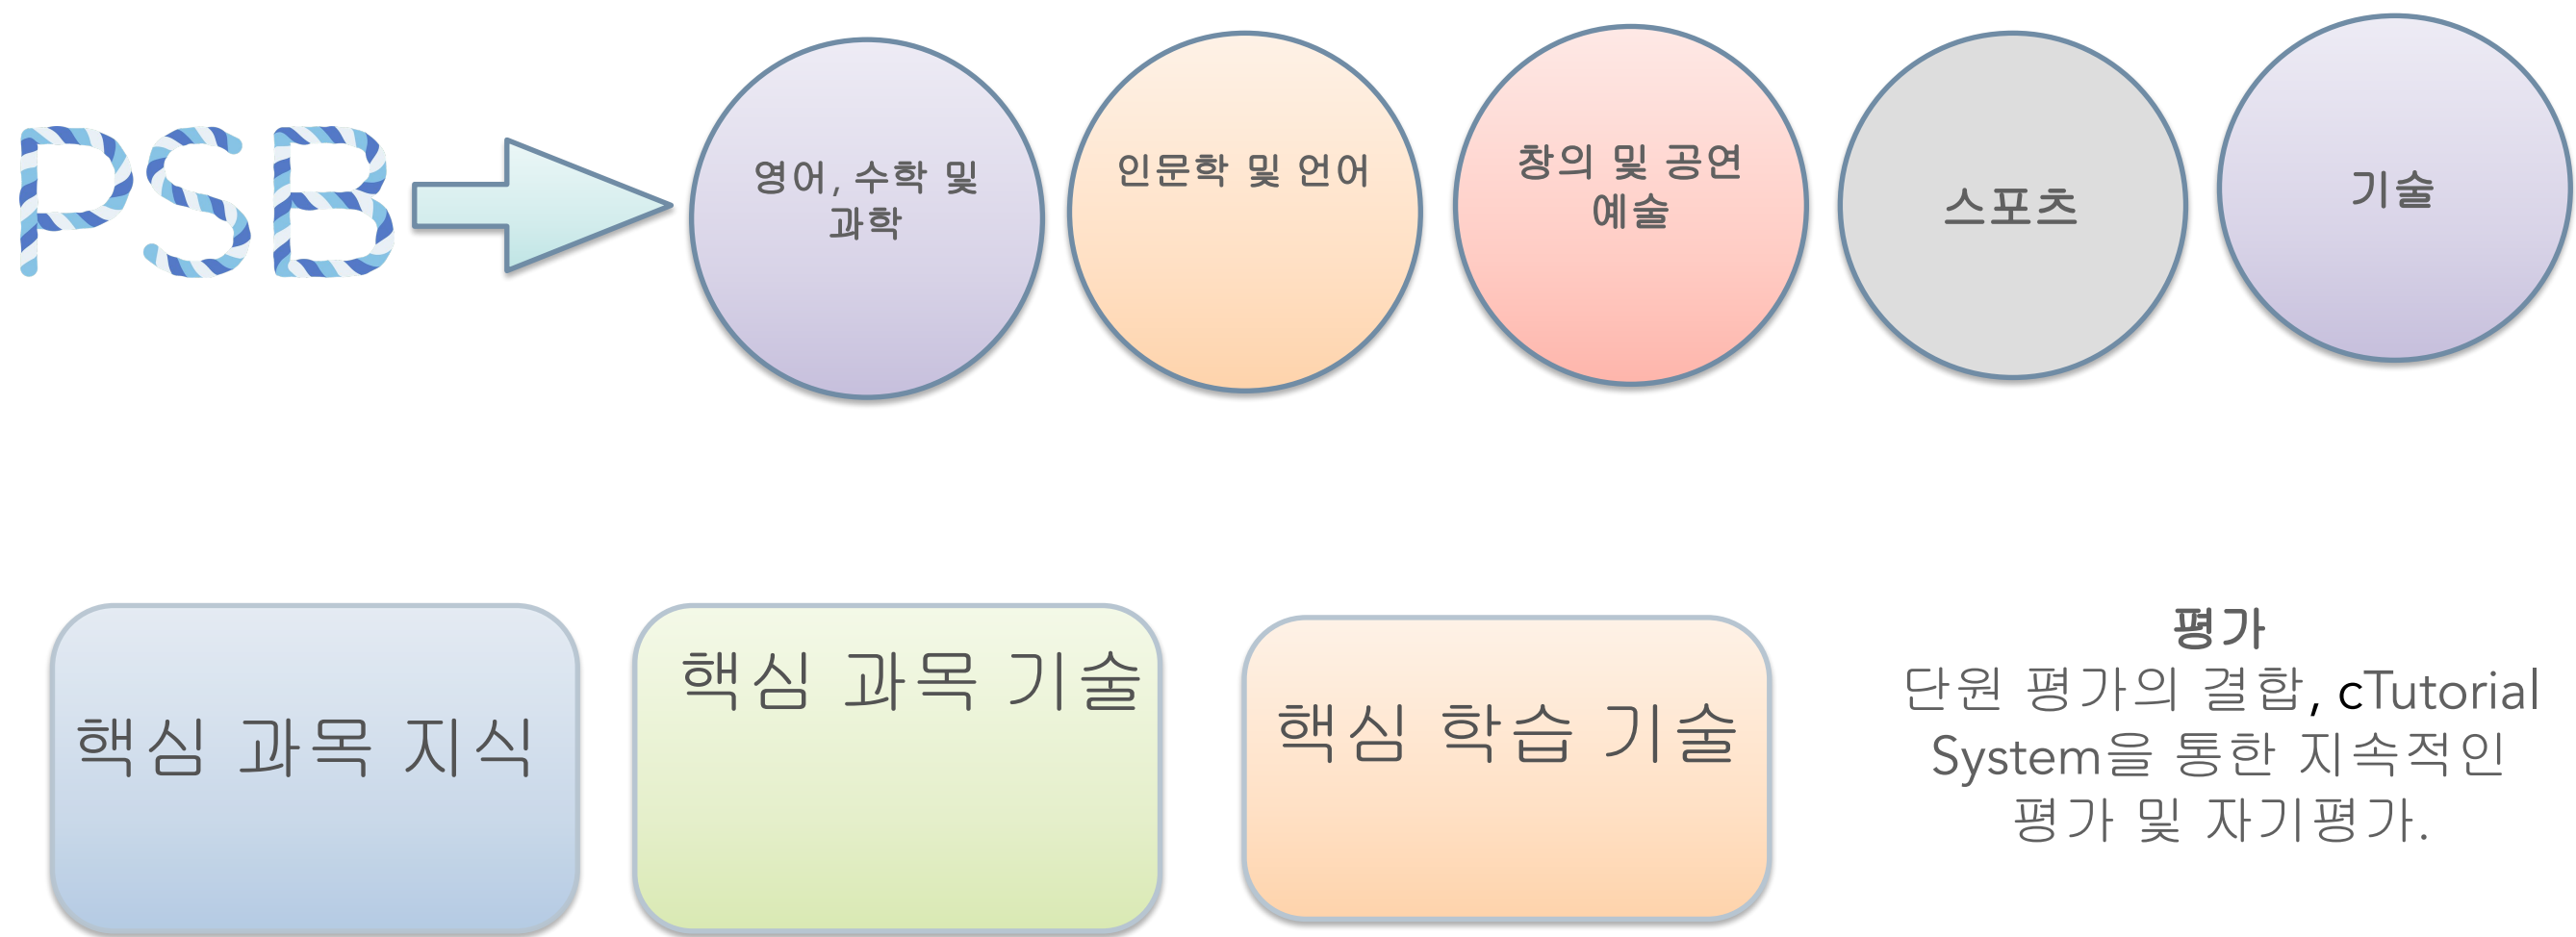 PSB
영어, 수학 및
과학
인문학 및 언어
창의 및 공연
예술
스포츠
기술
핵심 과목 지식
핵심 과목 기술
핵심 학습 기술
평가
단원 평가의 결합, cTutorial
System을 통한 지속적인
평가 및 자기평가.